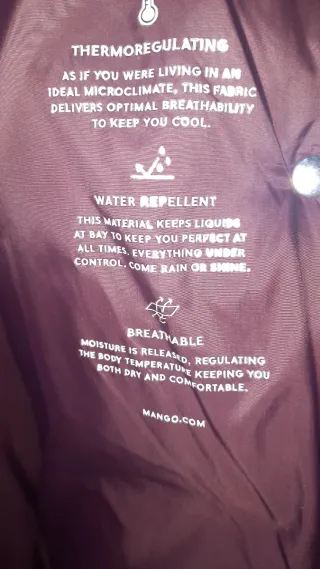 THERMOREGULATING
AS IF YOU WERE LIVING IN AN
IDEAL MICROCLIMATE, THIS FABRIC
DELIVERS OPTIMAL BREATHABILITY
TO KEEP YOU COOL.
WATER REPELLENT
THIS MATERIAL KEEPS LIQUIDS
AT BAY TO KEEP YOU PERFECT AT
ALL TIMES. EVERYTHING UNDER
CONTROL, COME RAIN OR SHINE.
BREATHABLE
MOISTURE IS RELEASED, REGULATING
THE BODY TEMPERATURE KEEPING YOU
BOTH DRY AND COMFORTABLE.
MANGO.COM